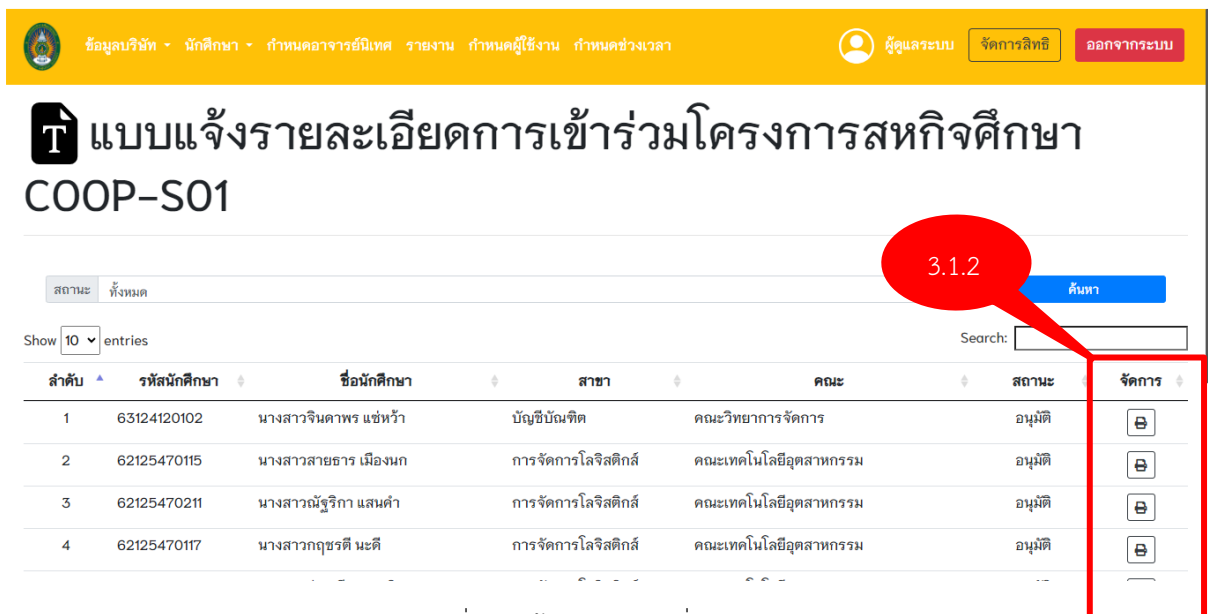 ข้อมูลบริษัท นักศึกษา กำหนดอาจารย์นิเทศ รายงาน กำหนดผู้ใช้งาน กำหนดช่วงเวลา ผู้ดูแลระบบ จัดการสิทธิ ออกจากระบบ
T แบบแจ้งรายละเอียดการเข้าร่วมโครงการสหกิจศึกษา
COOP-S01
3.1.2
สถานะ ทั้งหมด ค้นหา
Show 10 entries Search:
ลำดับ รหัสนักศึกษา ชื่อนักศึกษา สาขา คณะ สถานะ จัดการ
1 63124120102 นางสาวจินดาพร แซ่หว้า บัญชีบัณฑิต คณะวิทยาการจัดการ อนุมัติ
2 62125470115 นางสาวสายธาร เมืองนก การจัดการโลจิสติกส์ คณะเทคโนโลยีอุตสาหกรรม อนุมัติ
3 62125470211 นางสาวณัฐริกา แสนคำ การจัดการโลจิสติกส์ คณะเทคโนโลยีอุตสาหกรรม อนุมัติ
4 62125470117 นางสาวกฤชรตี นะดี การจัดการโลจิสติกส์ คณะเทคโนโลยีอุตสาหกรรม อนุมัติ